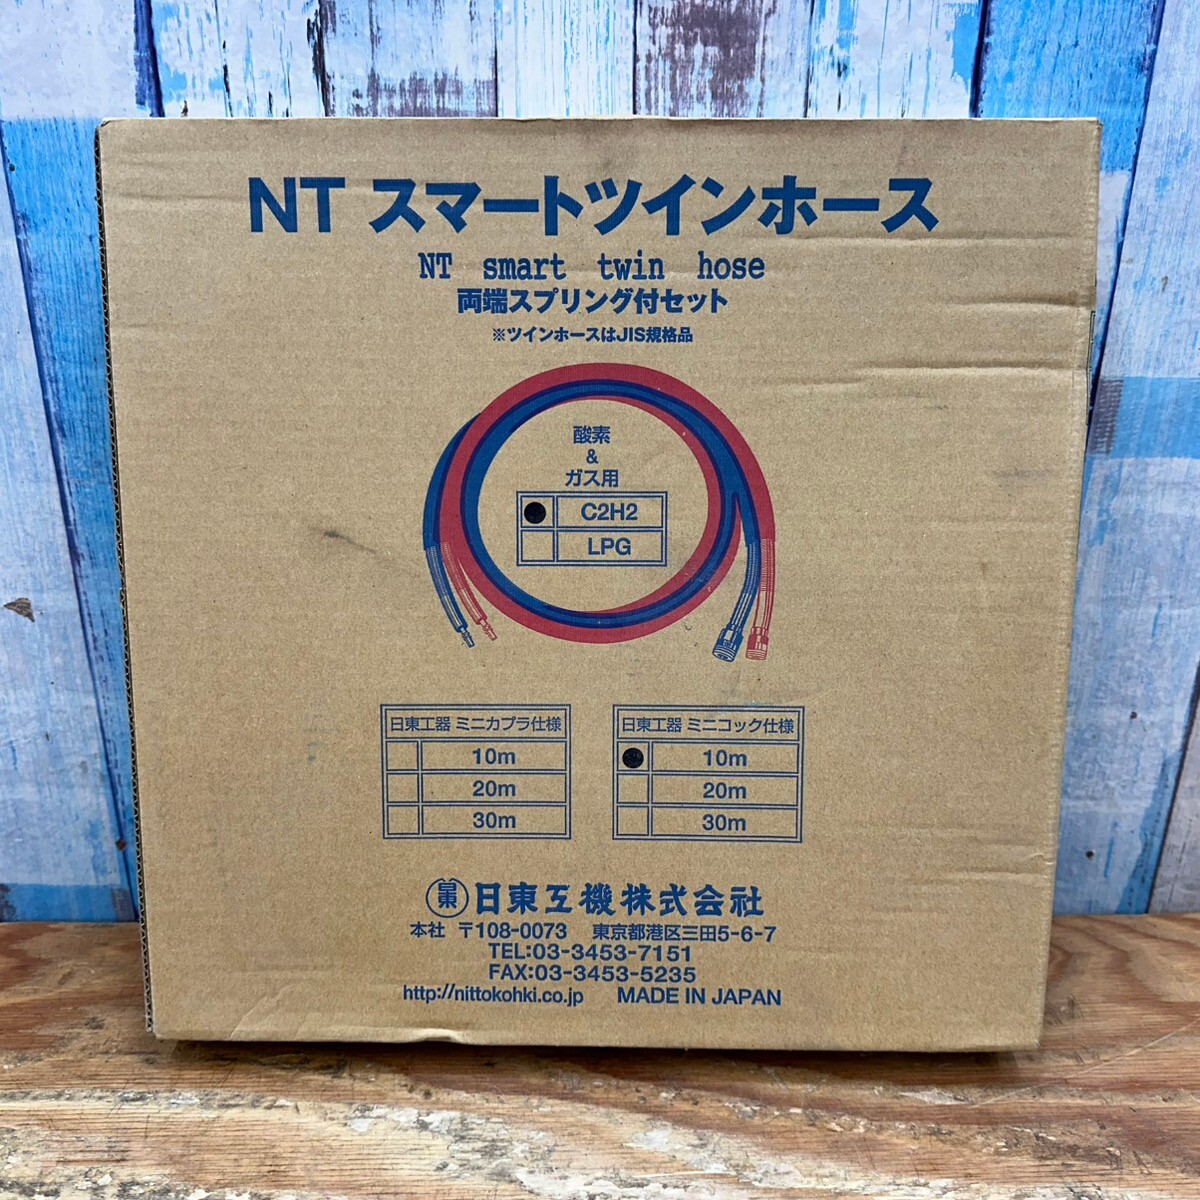 NT スマートツインホース
NT smart twin hose
両端スプリング付セット
※ツインホースはJIS規格品
酸素
&
ガス用
● C2H2
LPG
日東工器 ミニカプラ仕様
10m
20m
30m
日東工器 ミニコック仕様
● 10m
20m
30m
日東工機株式会社
本社 〒108-0073 東京都港区三田5-6-7
TEL:03-3453-7151
FAX:03-3453-5235
http://nittokohki.co.jp MADE IN JAPAN